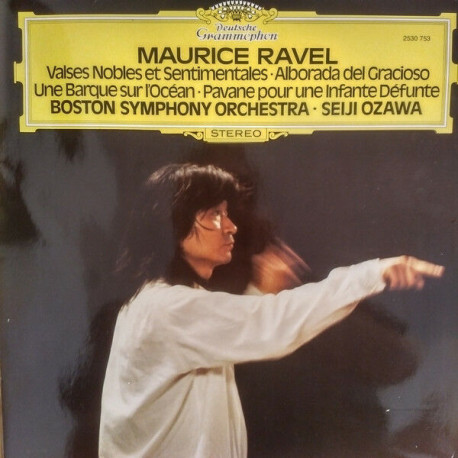 Deutsche
Grammophon
2530 753
MAURICE RAVEL
Valses Nobles et Sentimentales · Alborada del Gracioso
Une Barque sur l'Océan · Pavane pour une Infante Défunte
BOSTON SYMPHONY ORCHESTRA · SEIJI OZAWA
STEREO